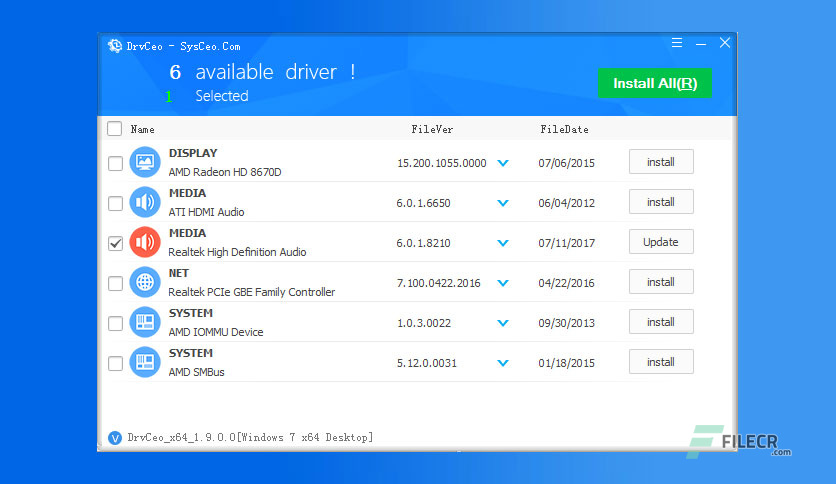 DrvCeo - SysCeo.Com
6 available driver !
1 Selected
Install All(R)
Name FileVer FileDate
DISPLAY
AMD Radeon HD 8670D 15.200.1055.0000 07/06/2015 install
MEDIA
ATI HDMI Audio 6.0.1.6650 06/04/2012 install
MEDIA
Realtek High Definition Audio 6.0.1.8210 07/11/2017 Update
NET
Realtek PCIe GBE Family Controller 7.100.0422.2016 04/22/2016 install
SYSTEM
AMD IOMMU Device 1.0.3.0022 09/30/2013 install
SYSTEM
AMD SMBus 5.12.0.0031 01/18/2015 install
V DrvCeo_x64_1.9.0.0[Windows 7 x64 Desktop]
FILECR
.com